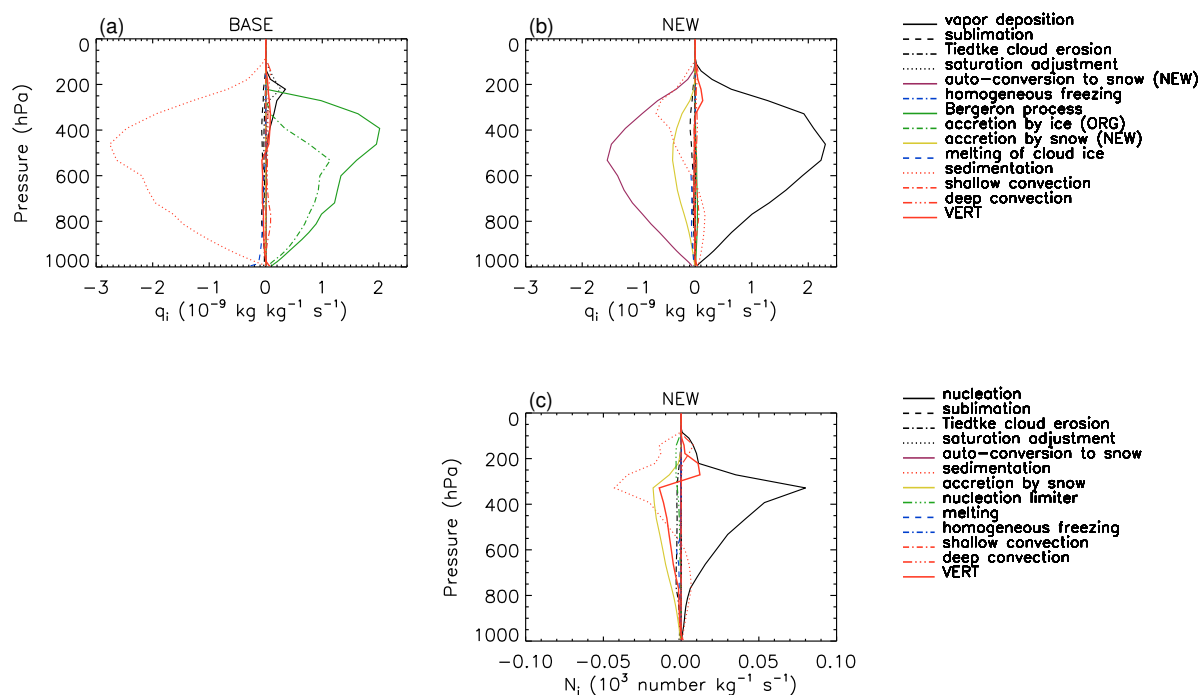 (a)
BASE
0
200
400
600
800
1000
Pressure (hPa)
−3 −2 −1 0 1 2
q_i (10⁻⁹ kg kg⁻¹ s⁻¹)
(b)
NEW
0
200
400
600
800
1000
−3 −2 −1 0 1 2
q_i (10⁻⁹ kg kg⁻¹ s⁻¹)
vapor deposition
sublimation
Tiedtke cloud erosion
saturation adjustment
auto−conversion to snow (NEW)
homogeneous freezing
Bergeron process
accretion by ice (ORG)
accretion by snow (NEW)
melting of cloud ice
sedimentation
shallow convection
deep convection
VERT
(c)
NEW
0
200
400
600
800
1000
Pressure (hPa)
−0.10 −0.05 0.00 0.05 0.10
N_i (10³ number kg⁻¹ s⁻¹)
nucleation
sublimation
Tiedtke cloud erosion
saturation adjustment
auto−conversion to snow
sedimentation
accretion by snow
nucleation limiter
melting
homogeneous freezing
shallow convection
deep convection
VERT